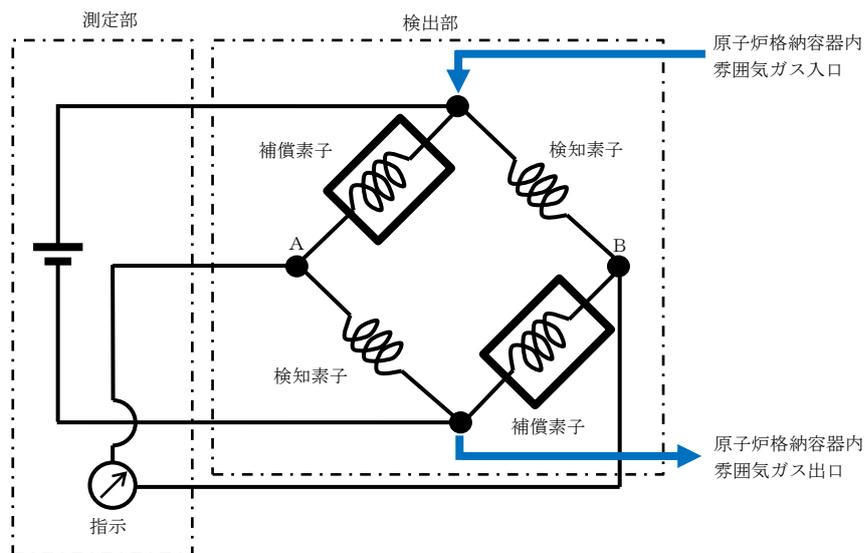 測定部
検出部
原子炉格納容器内
雰囲気ガス入口
補償素子
検知素子
A
B
検知素子
補償素子
原子炉格納容器内
雰囲気ガス出口
指示